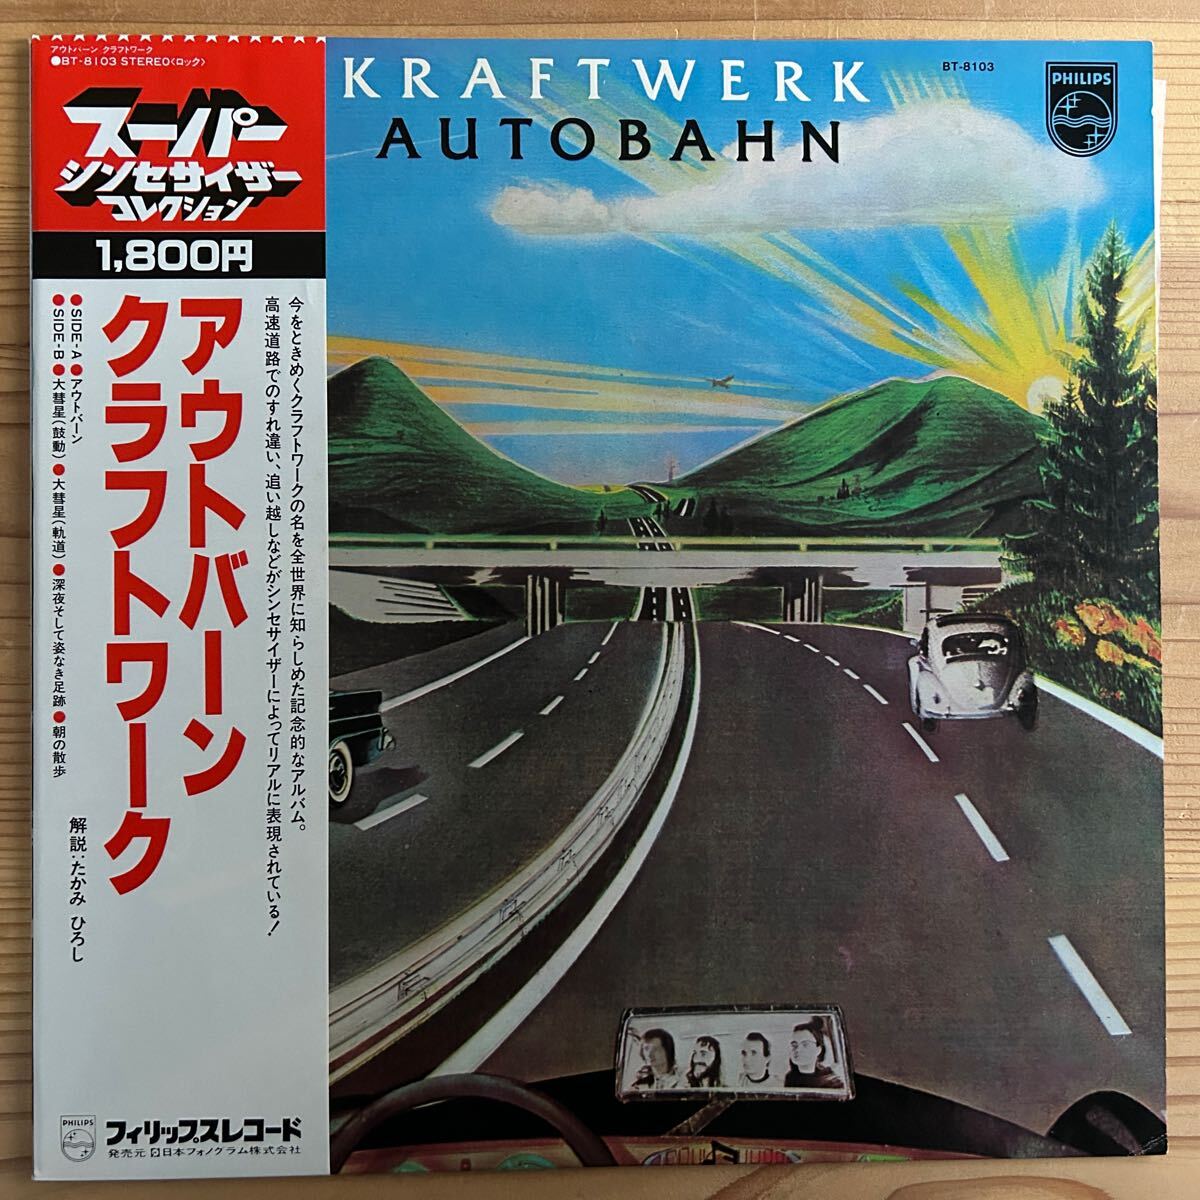 アウトバーン クラフトワーク
●BT-8103 STEREO〈ロック〉
スーパー
シンセサイザー
コレクション
1,800円
今をときめくクラフトワークの名を全世界に知らしめた記念的なアルバム。
高速道路でのすれ違い、追い越しなどがシンセサイザーによってリアルに表現されている!
アウトバーン
クラフトワーク
●SIDE-A ●アウトバーン
●SIDE-B ●大彗星(鼓動) ●大彗星(軌道) ●深夜そして姿なき足跡 ●朝の散歩
解説:たかみ ひろし
PHILIPS
フィリップスレコード
発売元 日本フォノグラム株式会社
KRAFTWERK
AUTOBAHN
BT-8103
PHILIPS